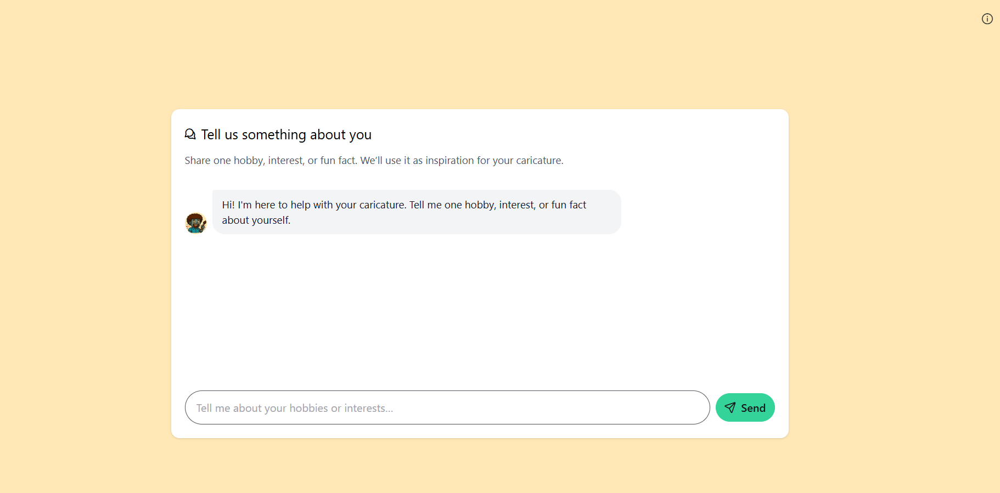 Tell us something about you
Share one hobby, interest, or fun fact. We’ll use it as inspiration for your caricature.
Hi! I'm here to help with your caricature. Tell me one hobby, interest, or fun fact
about yourself.
Tell me about your hobbies or interests...
Send